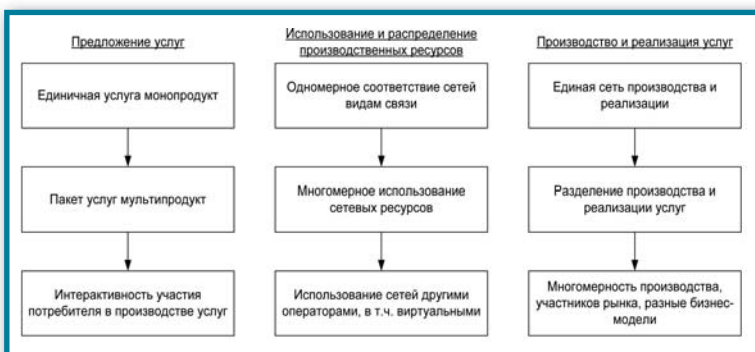 Предложение услуг
Единичная услуга монопродукт
Пакет услуг мультипродукт
Интерактивность участия
потребителя в производстве услуг
Использование и распределение
производственных ресурсов
Одномерное соответствие сетей
видам связи
Многомерное использование
сетевых ресурсов
Использование сетей другими
операторами, в т.ч. виртуальными
Производство и реализация услуг
Единая сеть производства и
реализации
Разделение производства и
реализации услуг
Многомерность производства,
участников рынка, разные бизнес-
модели